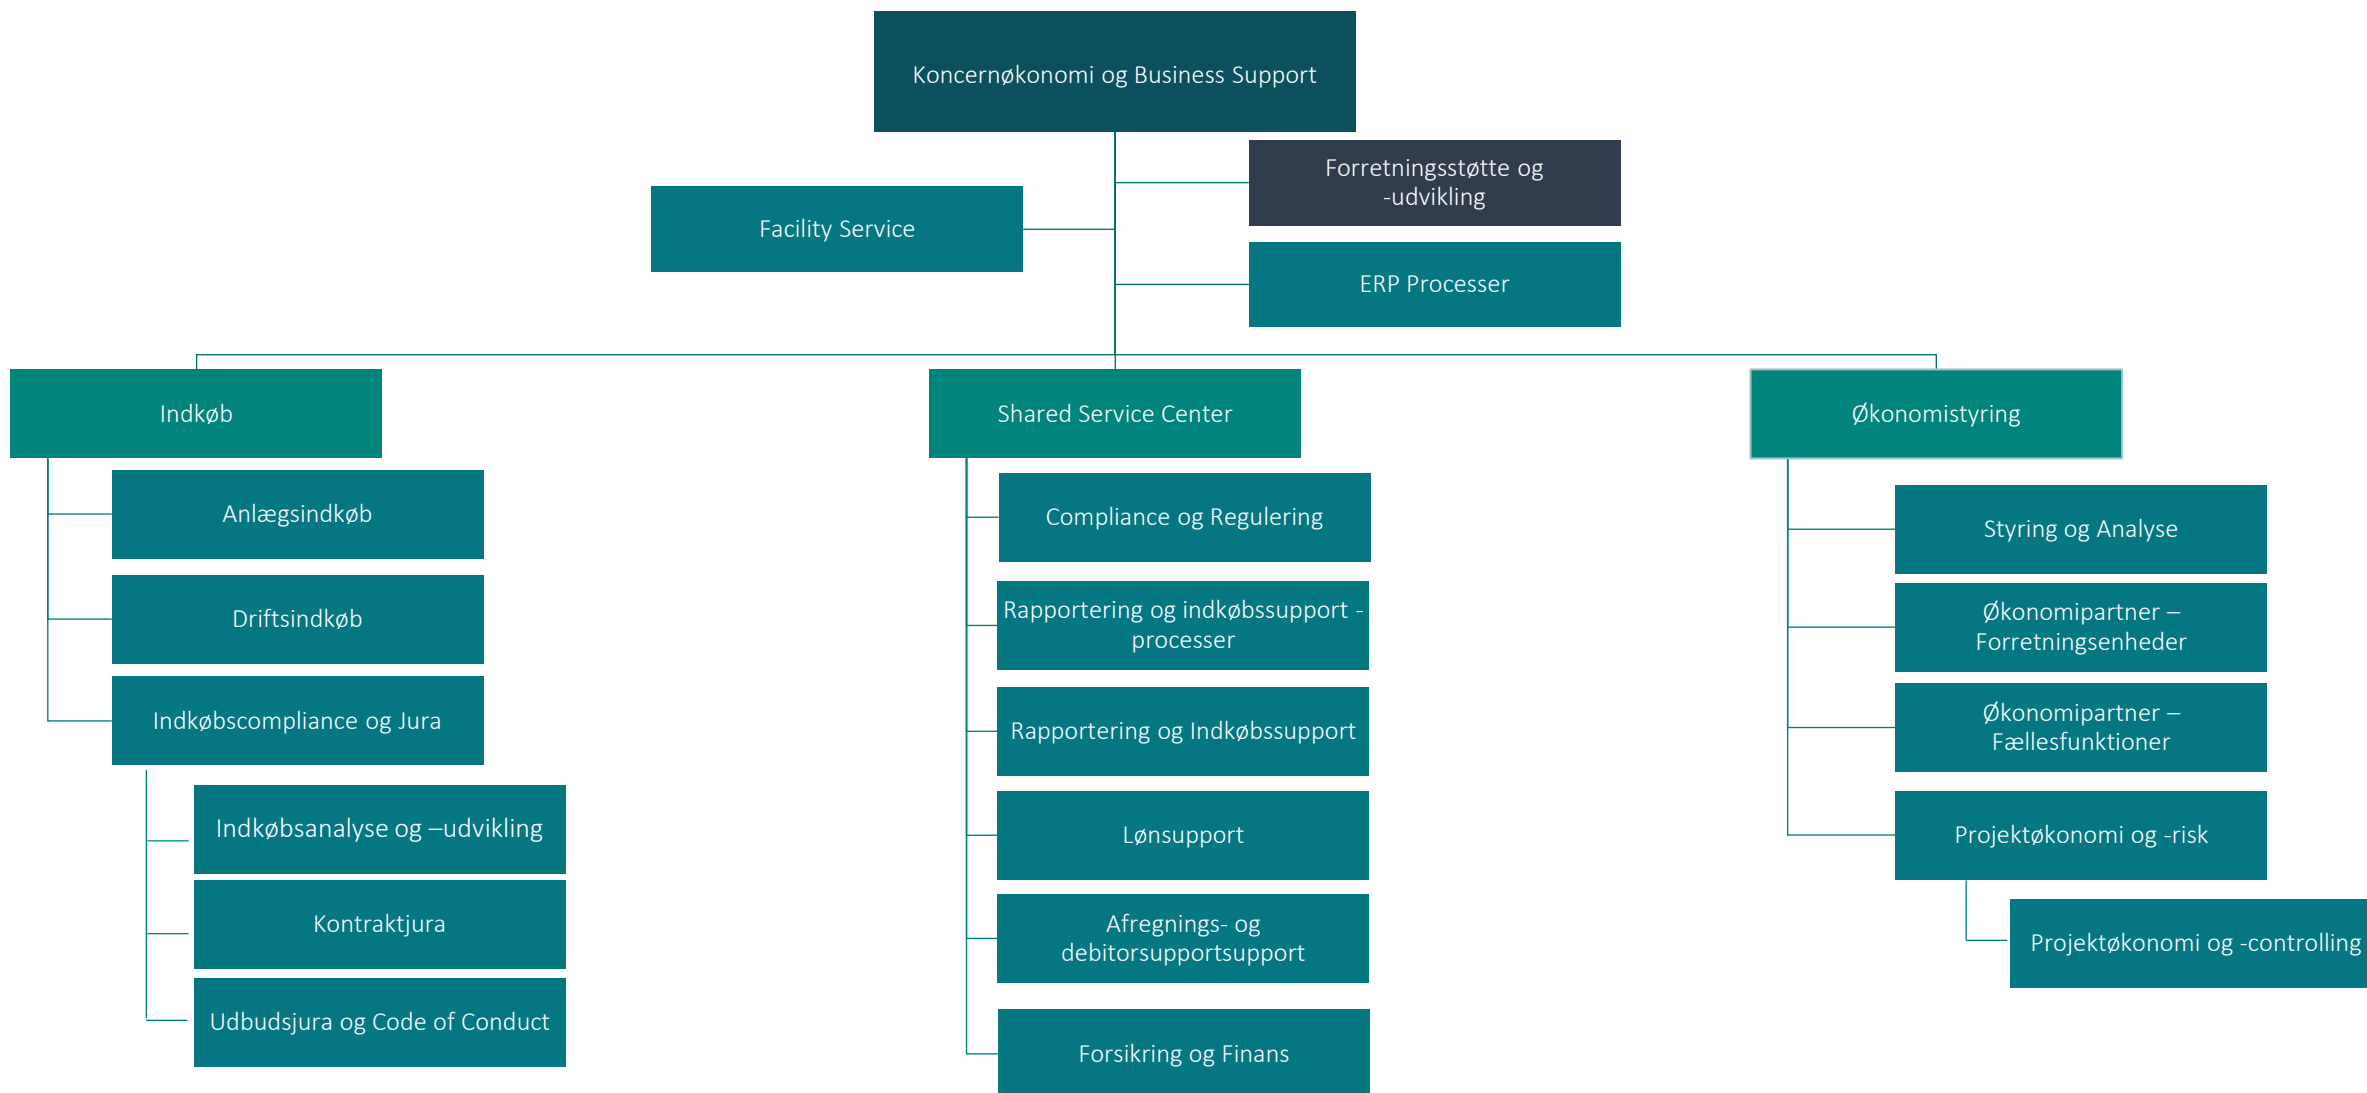 Koncernøkonomi og Business Support
Forretningsstøtte og
-udvikling
Facility Service
ERP Processer
Indkøb
Anlægsindkøb
Driftsindkøb
Indkøbscompliance og Jura
Indkøbsanalyse og –udvikling
Kontraktjura
Udbudsjura og Code of Conduct
Shared Service Center
Compliance og Regulering
Rapportering og indkøbssupport -
processer
Rapportering og Indkøbssupport
Lønsupport
Afregnings- og
debitorsupportsupport
Forsikring og Finans
Økonomistyring
Styring og Analyse
Økonomipartner –
Forretningsenheder
Økonomipartner –
Fællesfunktioner
Projektøkonomi og -risk
Projektøkonomi og -controlling